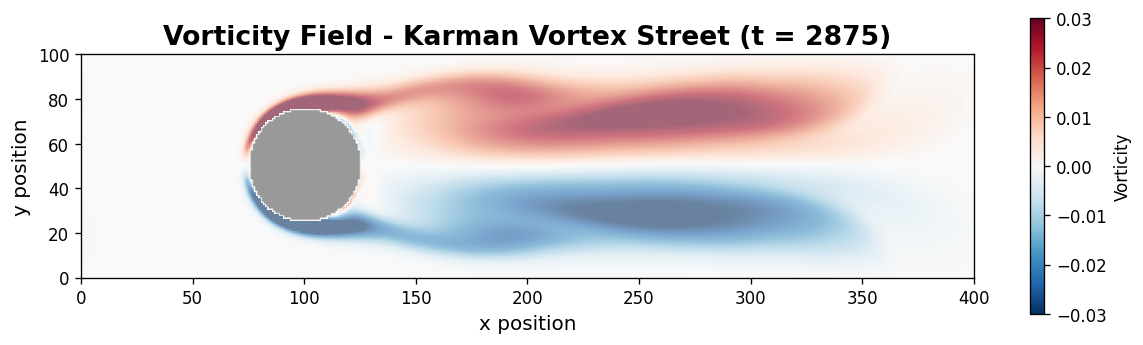 Vorticity Field - Karman Vortex Street (t = 2875)
100
80
60
40
20
0
y position
0 50 100 150 200 250 300 350 400
x position
0.03
0.02
0.01
0.00
−0.01
−0.02
−0.03
Vorticity